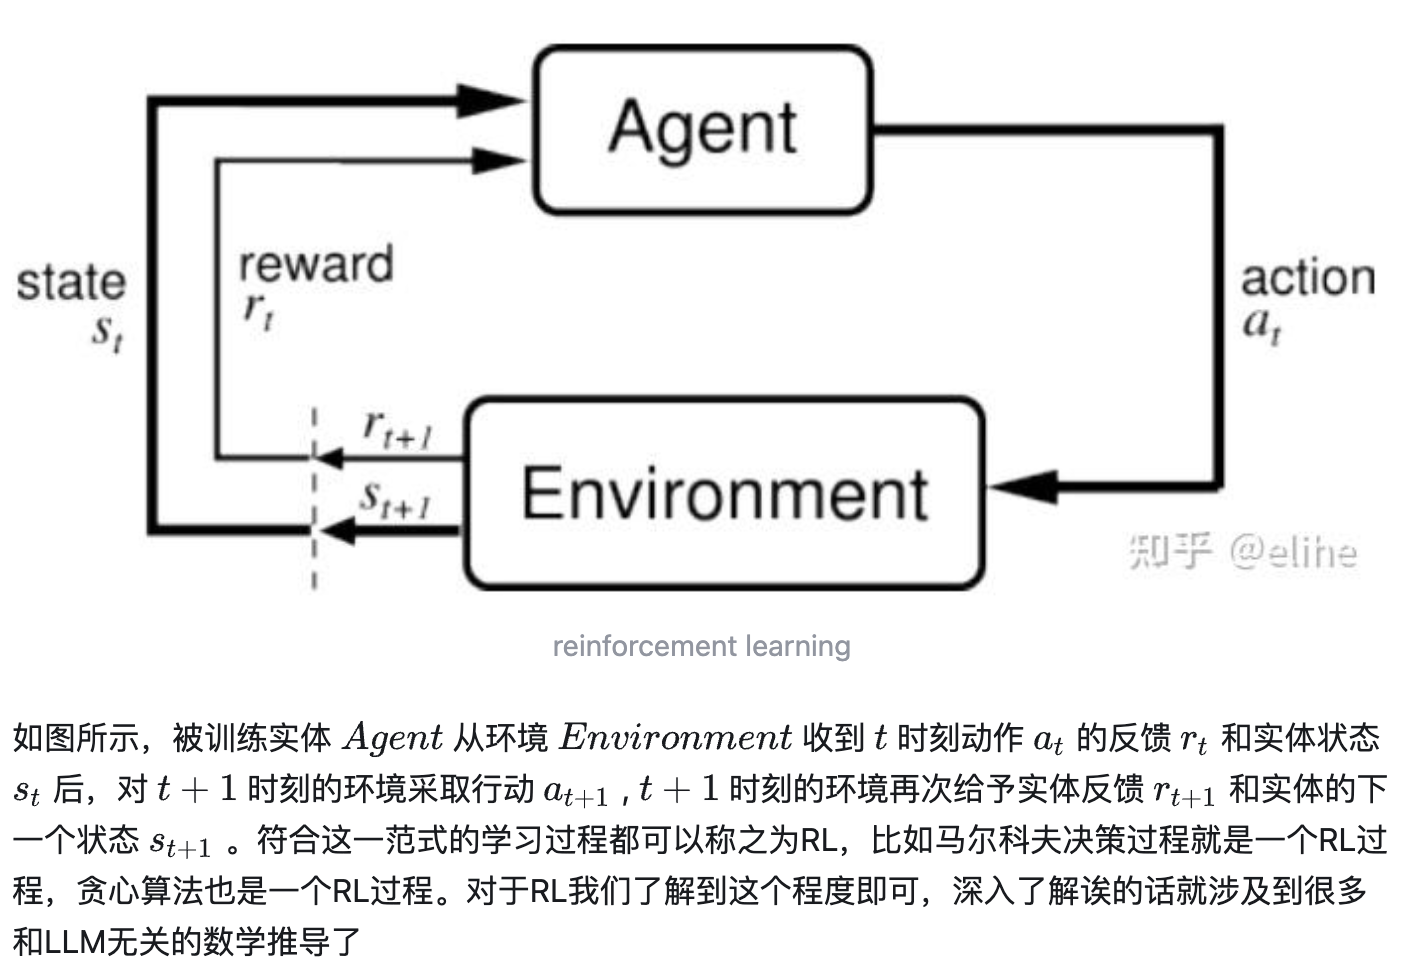 Agent
state
s_t
reward
r_t
action
a_t
r_{t+1}
s_{t+1}
Environment
知乎 @elihe
reinforcement learning
如图所示，被训练实体 Agent 从环境 Environment 收到 t 时刻动作 a_t 的反馈 r_t 和实体状态
s_t 后，对 t + 1 时刻的环境采取行动 a_{t+1} , t + 1 时刻的环境再次给予实体反馈 r_{t+1} 和实体的下
一个状态 s_{t+1} 。符合这一范式的学习过程都可以称之为RL，比如马尔科夫决策过程就是一个RL过
程，贪心算法也是一个RL过程。对于RL我们了解到这个程度即可，深入了解诶的话就涉及到很多
和LLM无关的数学推导了